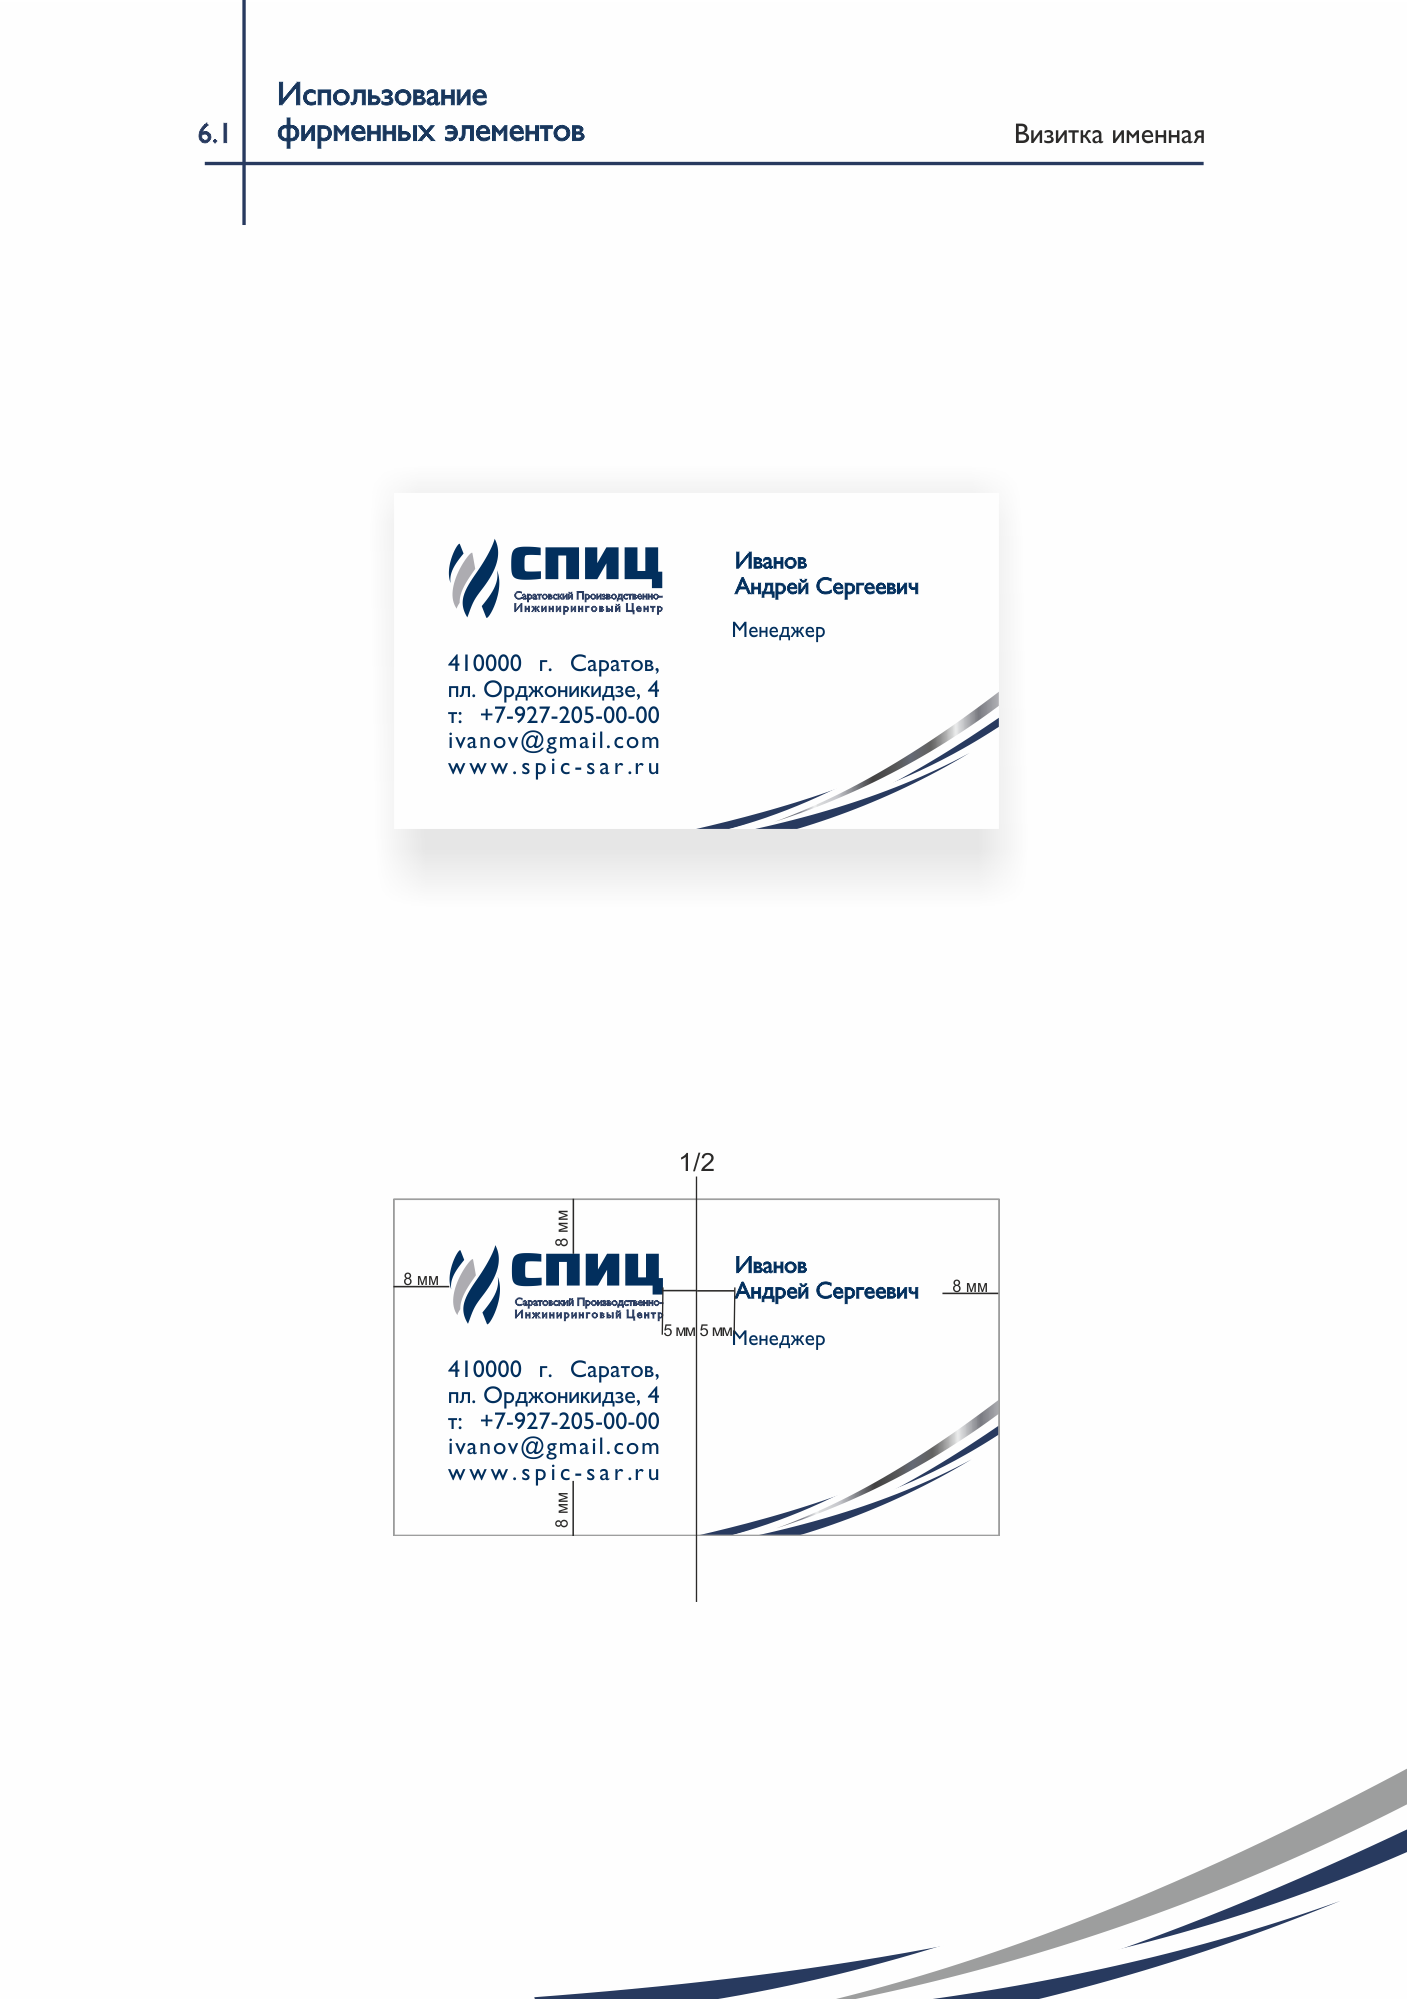 Использование
6.1 фирменных элементов
Визитка именная
СПИЦ
Саратовский Производственно-
Инжиниринговый Центр
410000 г. Саратов,
пл. Орджоникидзе, 4
т: +7-927-205-00-00
ivanov@gmail.com
www.spic-sar.ru
Иванов
Андрей Сергеевич
Менеджер
1/2
8 мм
8 мм
СПИЦ
Саратовский Производственно-
Инжиниринговый Центр
5 мм 5 мм
410000 г. Саратов,
пл. Орджоникидзе, 4
т: +7-927-205-00-00
ivanov@gmail.com
www.spic-sar.ru
8 мм
Иванов
Андрей Сергеевич
Менеджер
8 мм